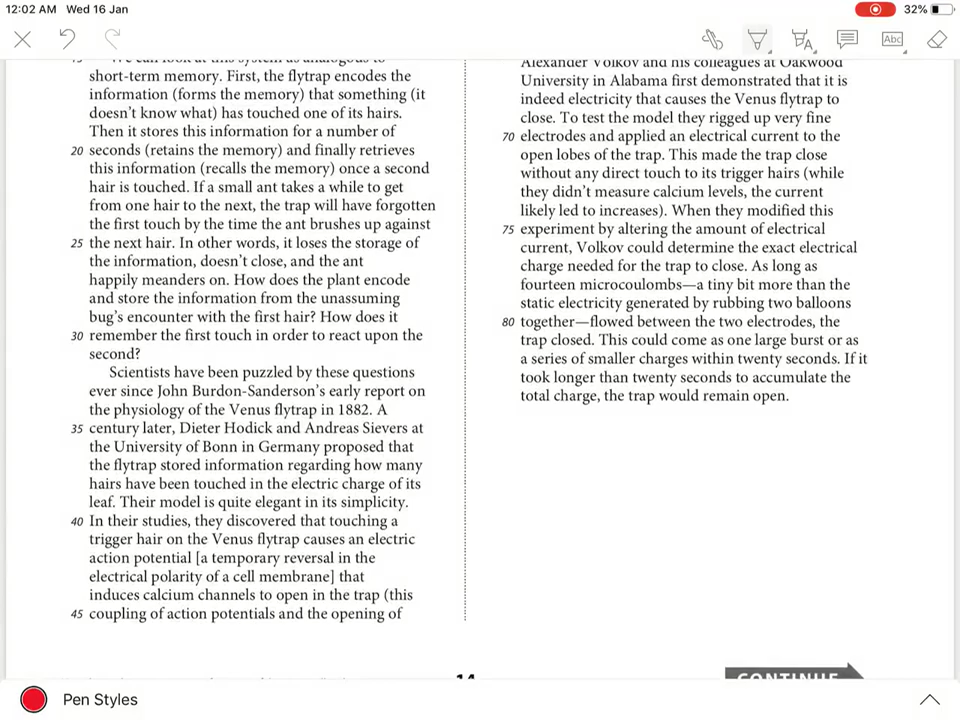 12:02 AM Wed 16 Jan
32%
Abc
15 We can look at this system as analogous to
short-term memory. First, the flytrap encodes the
information (forms the memory) that something (it
doesn't know what) has touched one of its hairs.
Then it stores this information for a number of
20 seconds (retains the memory) and finally retrieves
this information (recalls the memory) once a second
hair is touched. If a small ant takes a while to get
from one hair to the next, the trap will have forgotten
the first touch by the time the ant brushes up against
25 the next hair. In other words, it loses the storage of
the information, doesn't close, and the ant
happily meanders on. How does the plant encode
and store the information from the unassuming
bug's encounter with the first hair? How does it
30 remember the first touch in order to react upon the
second?
Scientists have been puzzled by these questions
ever since John Burdon-Sanderson's early report on
the physiology of the Venus flytrap in 1882. A
35 century later, Dieter Hodick and Andreas Sievers at
the University of Bonn in Germany proposed that
the flytrap stored information regarding how many
hairs have been touched in the electric charge of its
leaf. Their model is quite elegant in its simplicity.
40 In their studies, they discovered that touching a
trigger hair on the Venus flytrap causes an electric
action potential [a temporary reversal in the
electrical polarity of a cell membrane] that
induces calcium channels to open in the trap (this
45 coupling of action potentials and the opening of
Alexander Volkov and his colleagues at Oakwood
University in Alabama first demonstrated that it is
indeed electricity that causes the Venus flytrap to
close. To test the model they rigged up very fine
70 electrodes and applied an electrical current to the
open lobes of the trap. This made the trap close
without any direct touch to its trigger hairs (while
they didn't measure calcium levels, the current
likely led to increases). When they modified this
75 experiment by altering the amount of electrical
current, Volkov could determine the exact electrical
charge needed for the trap to close. As long as
fourteen microcoulombs—a tiny bit more than the
static electricity generated by rubbing two balloons
80 together—flowed between the two electrodes, the
trap closed. This could come as one large burst or as
a series of smaller charges within twenty seconds. If it
took longer than twenty seconds to accumulate the
total charge, the trap would remain open.
14
CONTINUE
Pen Styles